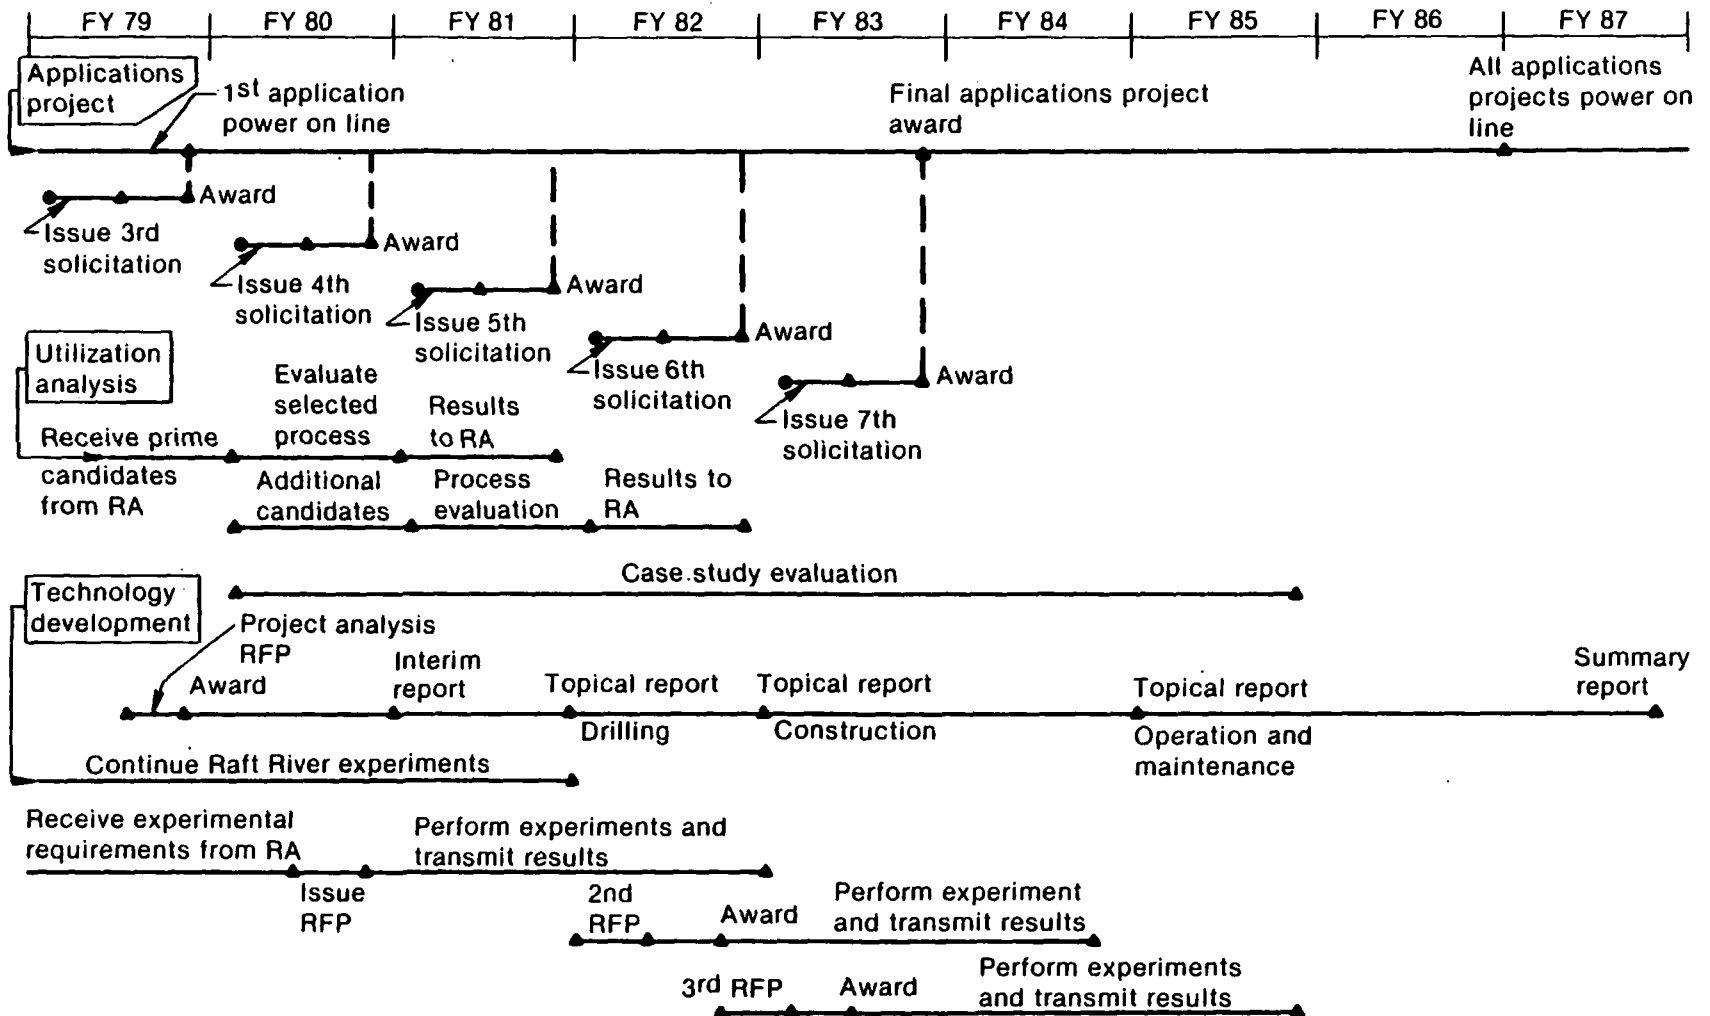 FY 79 FY 80 FY 81 FY 82 FY 83 FY 84 FY 85 FY 86 FY 87
Applications
project
1st application
power on line
Final applications project
award
All applications
projects power on
line
Award
Issue 3rd
solicitation
Award
Issue 4th
solicitation
Award
Issue 5th
solicitation
Award
Issue 6th
solicitation
Award
Issue 7th
solicitation
Utilization
analysis
Receive prime
candidates
from RA
Evaluate
selected
process
Results
to RA
Additional
candidates
Process
evaluation
Results to
RA
Technology
development
Case study evaluation
Project analysis
RFP
Award
Interim
report
Topical report
Drilling
Topical report
Construction
Topical report
Operation and
maintenance
Summary
report
Continue Raft River experiments
Receive experimental
requirements from RA
Issue
RFP
Perform experiments and
transmit results
2nd
RFP
Award
Perform experiment
and transmit results
3rd RFP
Award
Perform experiments
and transmit results